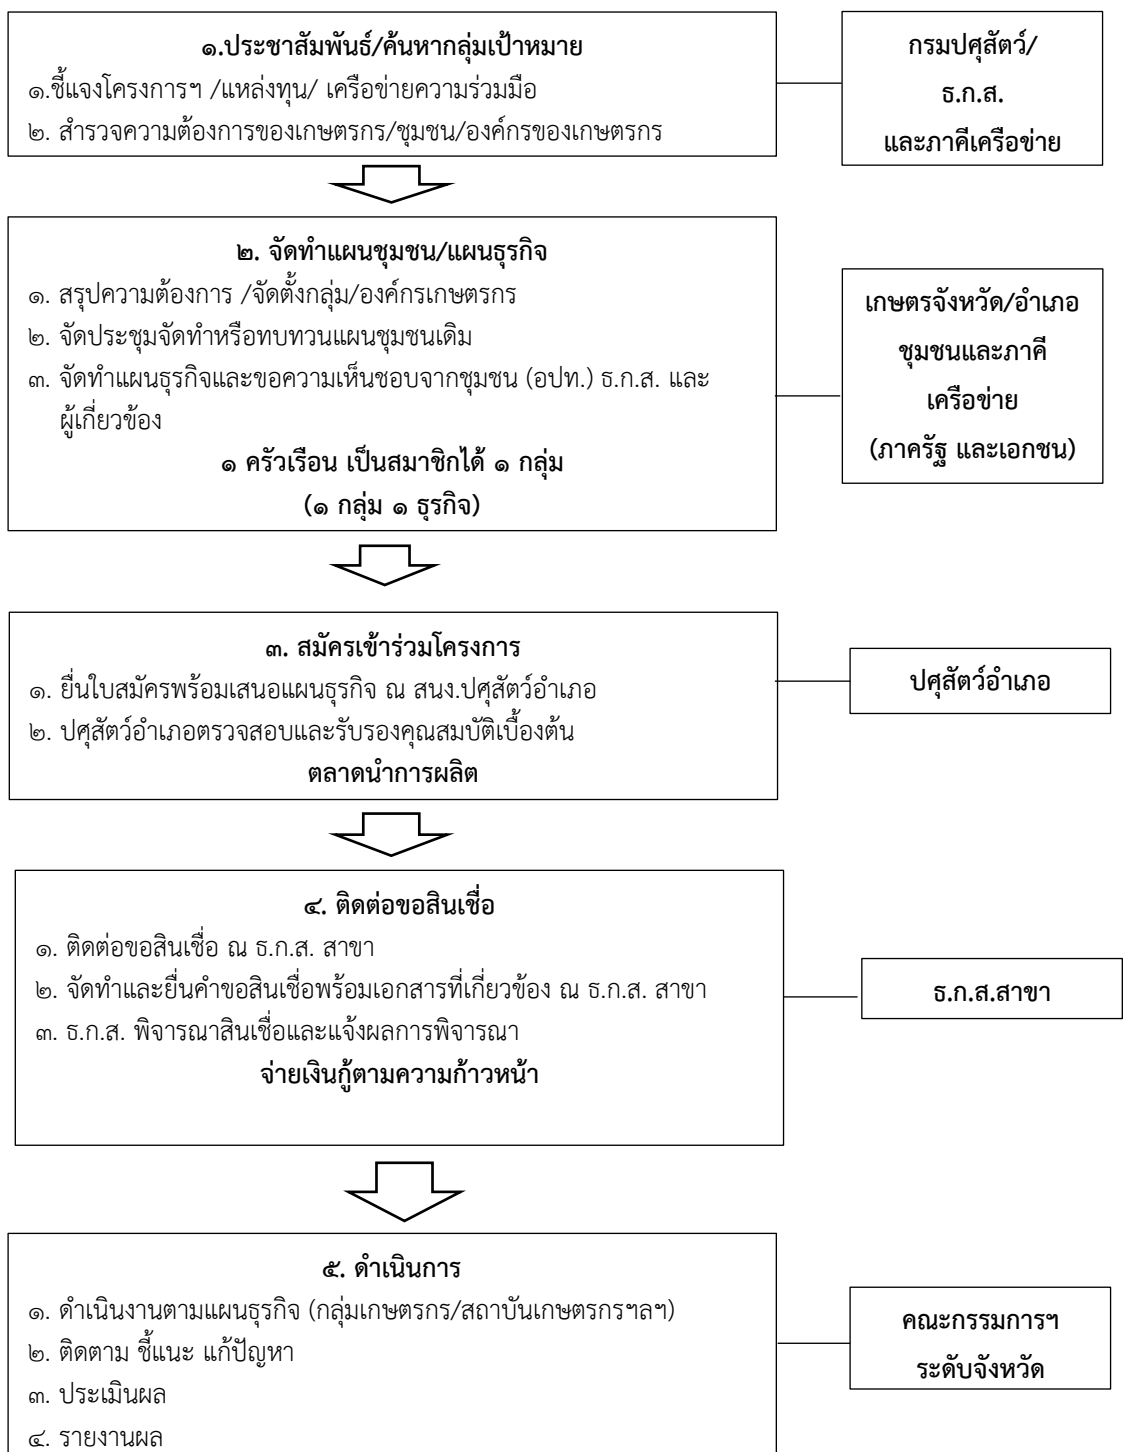 ๑.ประชาสัมพันธ์/ค้นหากลุ่มเป้าหมาย
๑.ชี้แจงโครงการฯ /แหล่งทุน/ เครือข่ายความร่วมมือ
๒. สำรวจความต้องการของเกษตรกร/ชุมชน/องค์กรของเกษตรกร
กรมปศุสัตว์/
ธ.ก.ส.
และภาคีเครือข่าย
๒. จัดทำแผนชุมชน/แผนธุรกิจ
๑. สรุปความต้องการ /จัดตั้งกลุ่ม/องค์กรเกษตรกร
๒. จัดประชุมจัดทำหรือทบทวนแผนชุมชนเดิม
๓. จัดทำแผนธุรกิจและขอความเห็นชอบจากชุมชน (อปท.) ธ.ก.ส. และ
ผู้เกี่ยวข้อง
๑ ครัวเรือน เป็นสมาชิกได้ ๑ กลุ่ม
(๑ กลุ่ม ๑ ธุรกิจ)
เกษตรจังหวัด/อำเภอ
ชุมชนและภาคี
เครือข่าย
(ภาครัฐ และเอกชน)
๓. สมัครเข้าร่วมโครงการ
๑. ยื่นใบสมัครพร้อมเสนอแผนธุรกิจ ณ สนง.ปศุสัตว์อำเภอ
๒. ปศุสัตว์อำเภอตรวจสอบและรับรองคุณสมบัติเบื้องต้น
ตลาดนำการผลิต
ปศุสัตว์อำเภอ
๔. ติดต่อขอสินเชื่อ
๑. ติดต่อขอสินเชื่อ ณ ธ.ก.ส. สาขา
๒. จัดทำและยื่นคำขอสินเชื่อพร้อมเอกสารที่เกี่ยวข้อง ณ ธ.ก.ส. สาขา
๓. ธ.ก.ส. พิจารณาสินเชื่อและแจ้งผลการพิจารณา
จ่ายเงินกู้ตามความก้าวหน้า
ธ.ก.ส.สาขา
๕. ดำเนินการ
๑. ดำเนินงานตามแผนธุรกิจ (กลุ่มเกษตรกร/สถาบันเกษตรกรฯลฯ)
๒. ติดตาม ชี้แนะ แก้ปัญหา
๓. ประเมินผล
๔. รายงานผล
คณะกรรมการฯ
ระดับจังหวัด